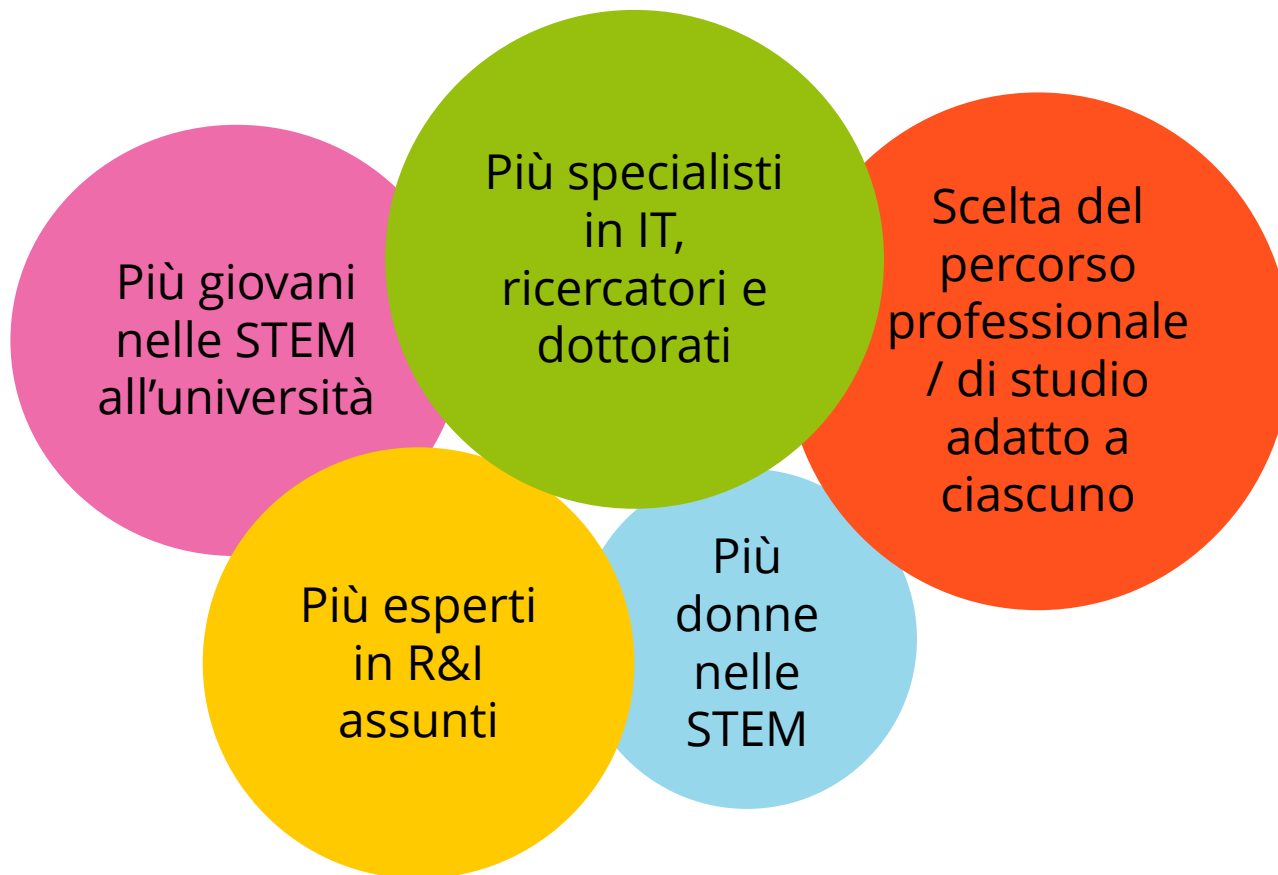 Più giovani
nelle STEM
all’università
Più specialisti
in IT,
ricercatori e
dottorati
Scelta del
percorso
professionale
/ di studio
adatto a
ciascuno
Più esperti
in R&I
assunti
Più
donne
nelle
STEM